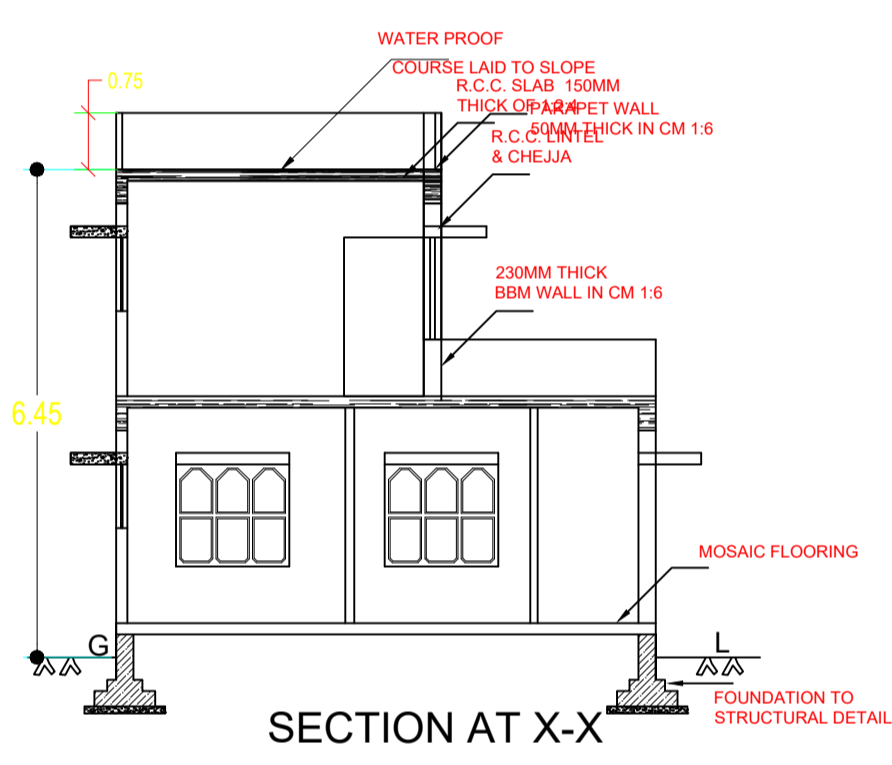 WATER PROOF
COURSE LAID TO SLOPE
0.75
R.C.C. SLAB 150MM
THICK OF 1:2:4
PARAPET WALL
50MM THICK IN CM 1:6
R.C.C. LINTEL
& CHEJJA
230MM THICK
BBM WALL IN CM 1:6
6.45
MOSAIC FLOORING
G
L
FOUNDATION TO
STRUCTURAL DETAIL
SECTION AT X-X